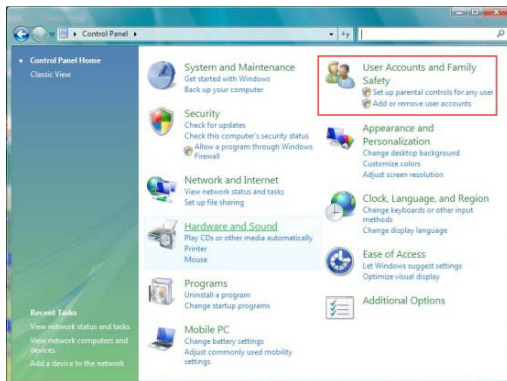 Control Panel
Control Panel Home
Classic View
System and Maintenance
Get started with Windows
Back up your computer
Security
Check for updates
Check this computer's security status
Allow a program through Windows
Firewall
Network and Internet
View network status and tasks
Set up file sharing
Hardware and Sound
Play CDs or other media automatically
Printer
Mouse
Programs
Uninstall a program
Change startup programs
Mobile PC
Change battery settings
Adjust commonly used mobility
settings
User Accounts and Family
Safety
Set up parental controls for any user
Add or remove user accounts
Appearance and
Personalization
Change desktop background
Customize colors
Adjust screen resolution
Clock, Language, and Region
Change keyboards or other input
methods
Change display language
Ease of Access
Let Windows suggest settings
Optimize visual display
Additional Options
Recent Tasks
View network status and tasks
View network computers and
devices
Add a device to the network